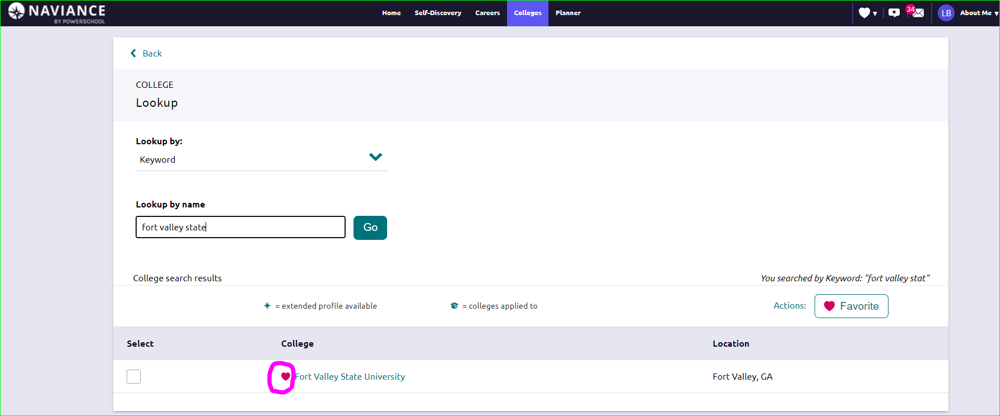 NAVIANCE
BY POWERSCHOOL
Home Self-Discovery Careers Colleges Planner
34
LB About Me
Back
COLLEGE
Lookup
Lookup by:
Keyword
Lookup by name
fort valley state Go
College search results You searched by Keyword: "fort valley stat"
= extended profile available = colleges applied to Actions: Favorite
Select College Location
Fort Valley State University Fort Valley, GA